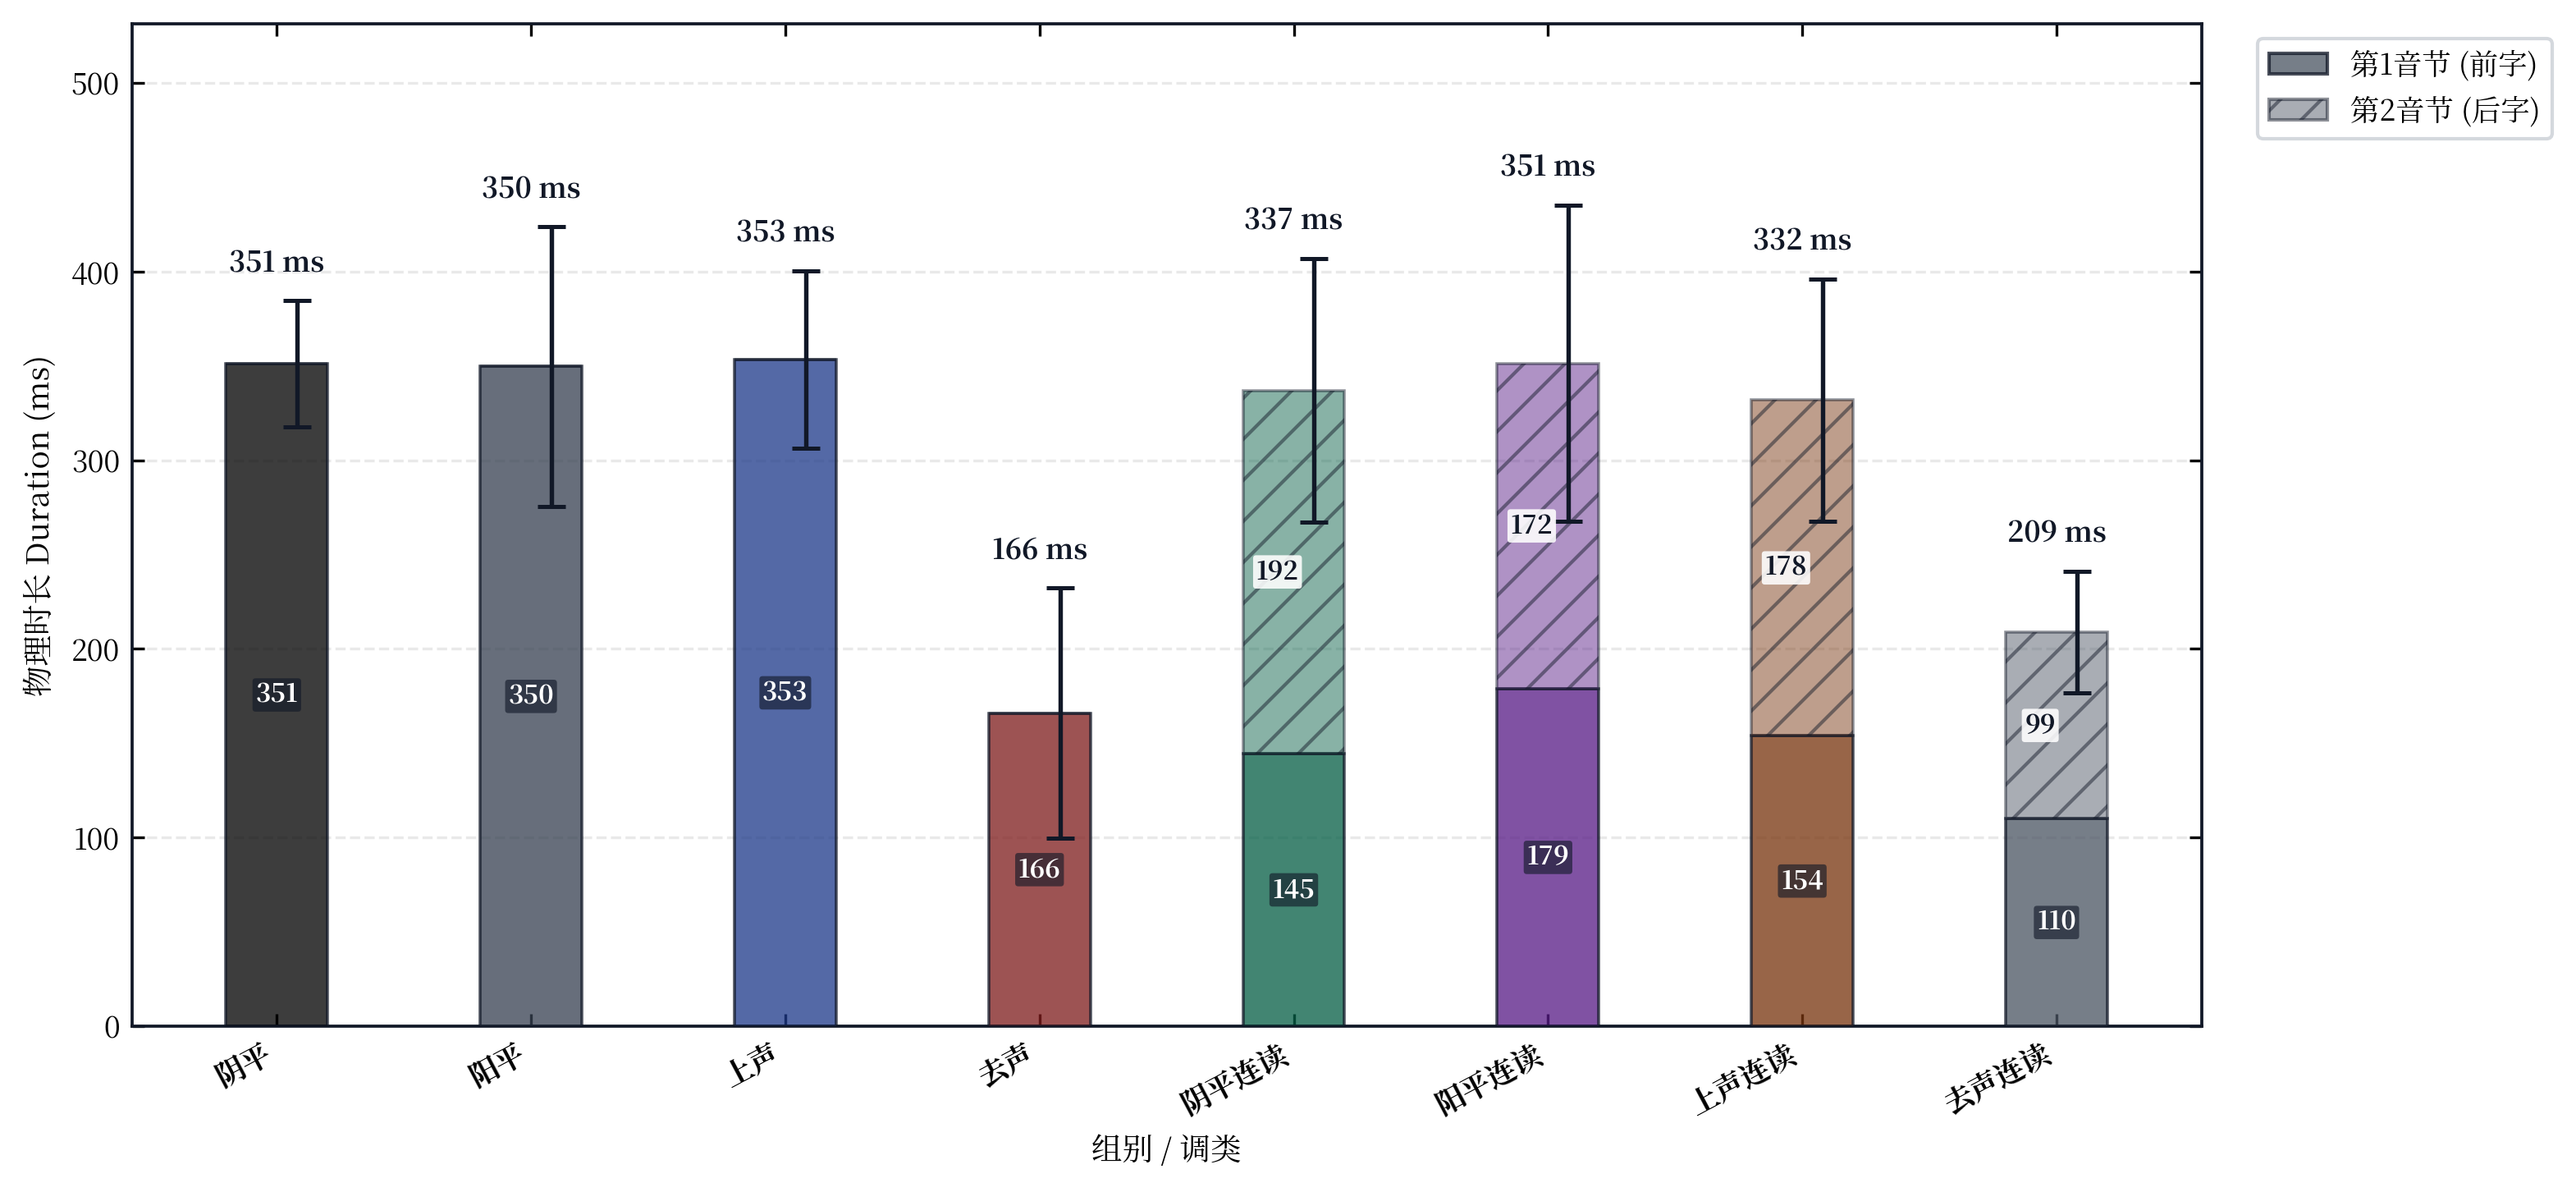 第1音节 (前字)
第2音节 (后字)
物理时长 Duration (ms)
500
400
300
200
100
0
351 ms
350 ms
353 ms
166 ms
337 ms
351 ms
332 ms
209 ms
351
350
353
166
192
145
172
179
178
154
99
110
阴平
阳平
上声
去声
阴平连读
阳平连读
上声连读
去声连读
组别 / 调类